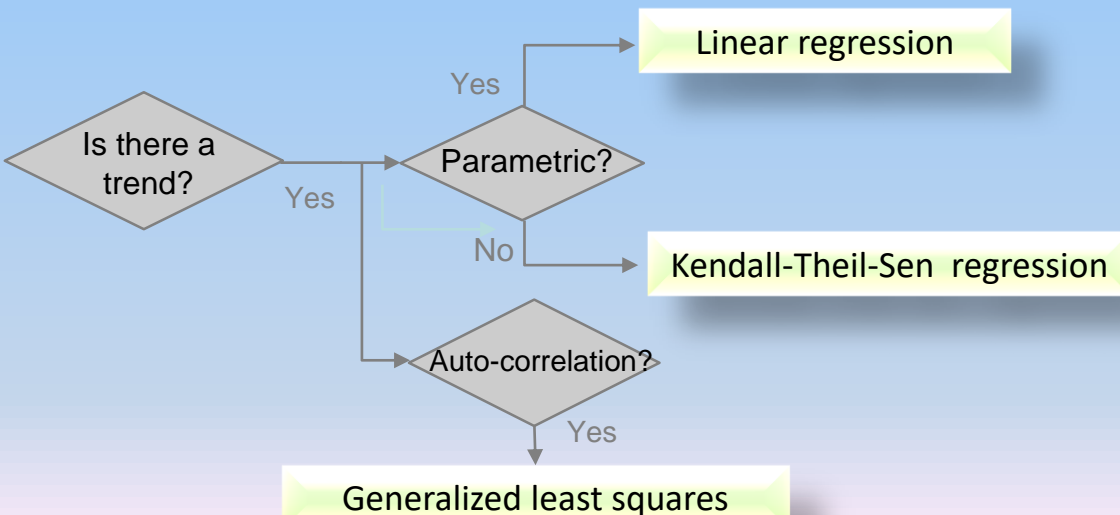 Linear regression
Yes
Is there a
trend?
Parametric?
Yes
No
Kendall-Theil-Sen regression
Auto-correlation?
Yes
Generalized least squares